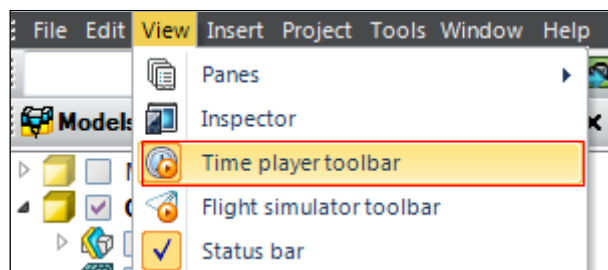 File Edit View Insert Project Tools Window Help
Panes
Models
Inspector
Time player toolbar
Flight simulator toolbar
Status bar